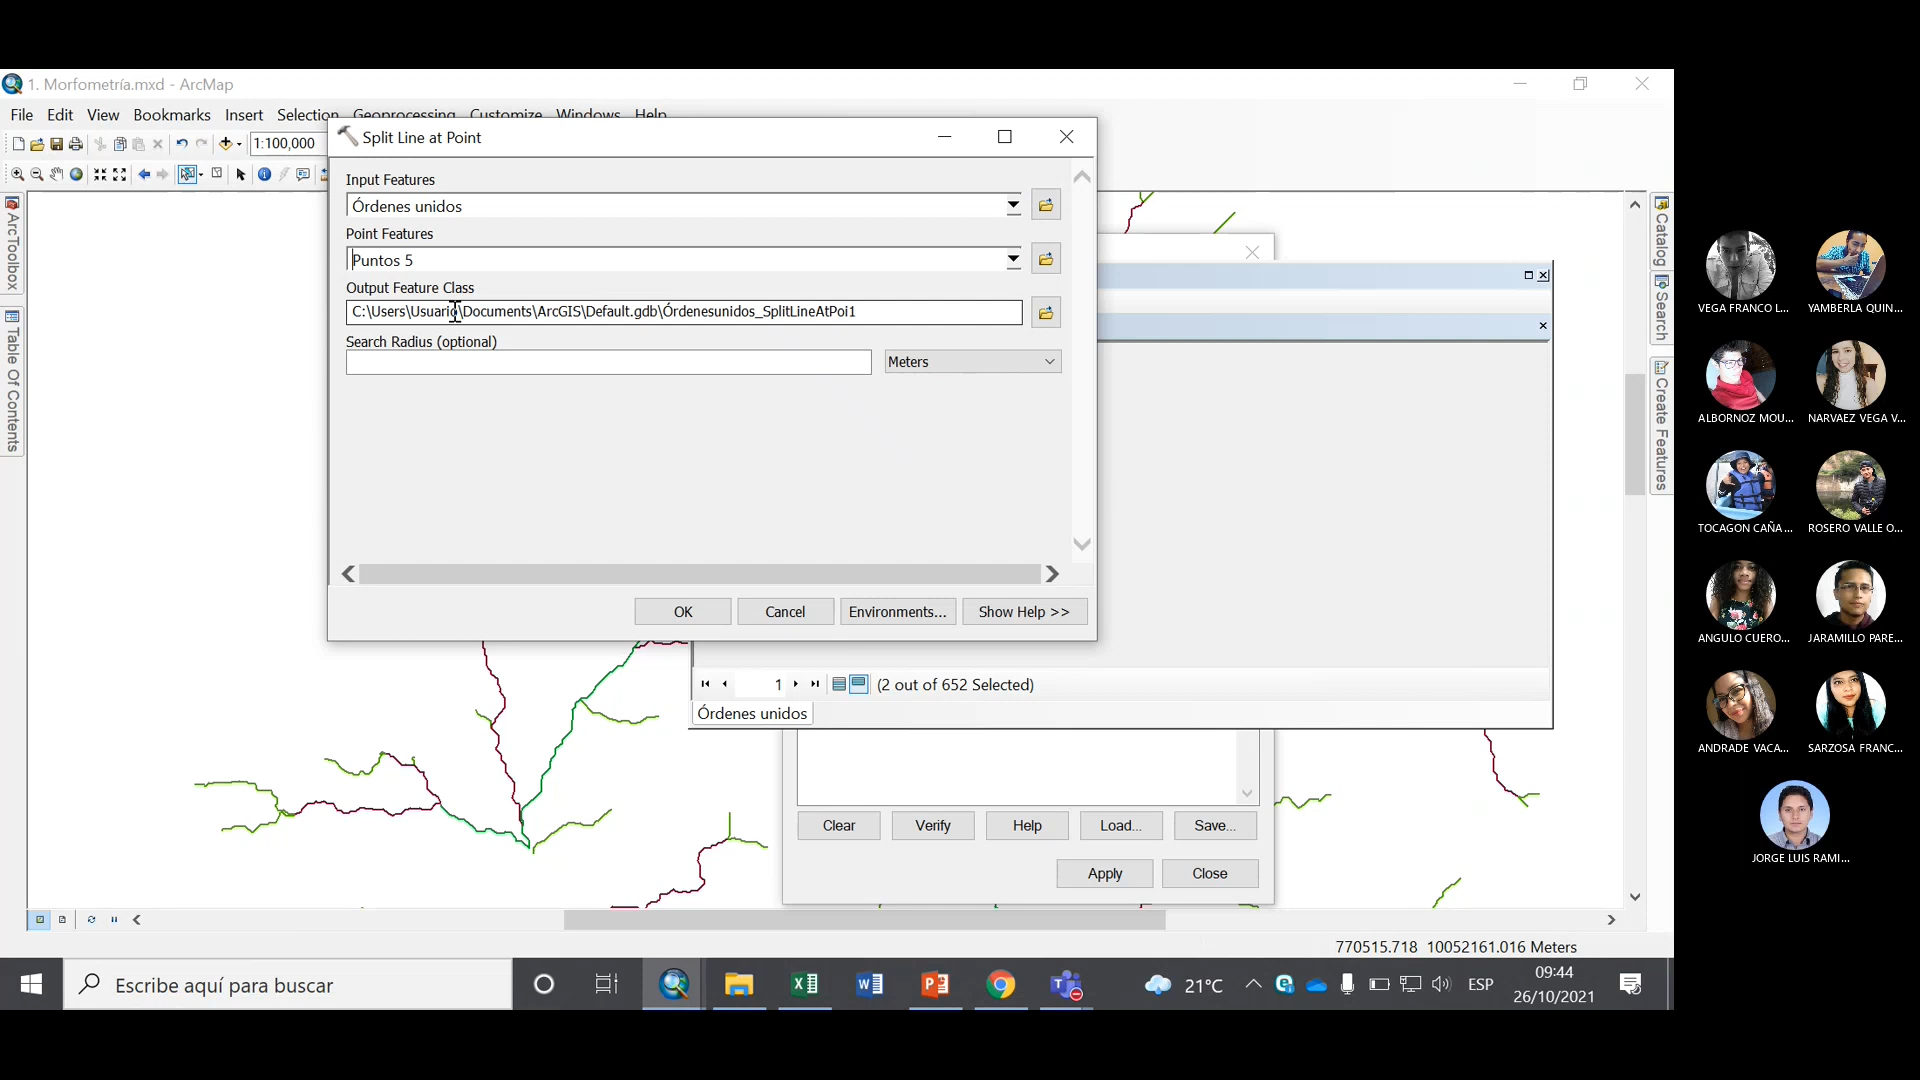 1. Morfometría.mxd - ArcMap
File Edit View Bookmarks Insert Selection Geoprocessing Customize Windows Help
1:100,000
Split Line at Point
Input Features
Órdenes unidos
Point Features
Puntos 5
Output Feature Class
C:\Users\Usuario\Documents\ArcGIS\Default.gdb\Órdenesunidos_SplitLineAtPoi1
Search Radius (optional)
Meters
OK Cancel Environments... Show Help >>
ArcToolbox
Table Of Contents
Catalog
Search
Create Features
1 (2 out of 652 Selected)
Órdenes unidos
Clear Verify Help Load... Save...
Apply Close
770515.718 10052161.016 Meters
Escribe aquí para buscar
21°C
ESP
09:44
26/10/2021
VEGA FRANCO L... YAMBERLA QUIN...
ALBORNOZ MOU... NARVAEZ VEGA V...
TOCAGON CAÑA... ROSERO VALLE O...
ANGULO CUERO... JARAMILLO PARE...
ANDRADE VACA... SARZOSA FRANC...
JORGE LUIS RAMI...